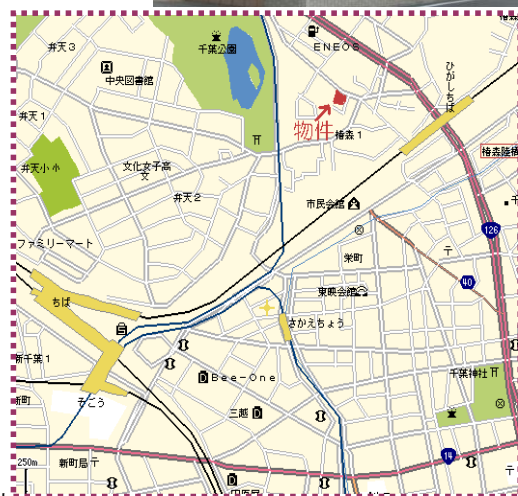 弁天3
千葉公園
ENEOS
中央図書館
ひがしちば
弁天1
物件
椿森1
椿森陸橋
弁天小
文化女子高
文
弁天2
市民会館
126
ファミリーマート
栄町
40
東映会館
ちば
さかえちょう
新千葉1
Bee-One
千葉神社
新町
そごう
三越
14
250m
新町局